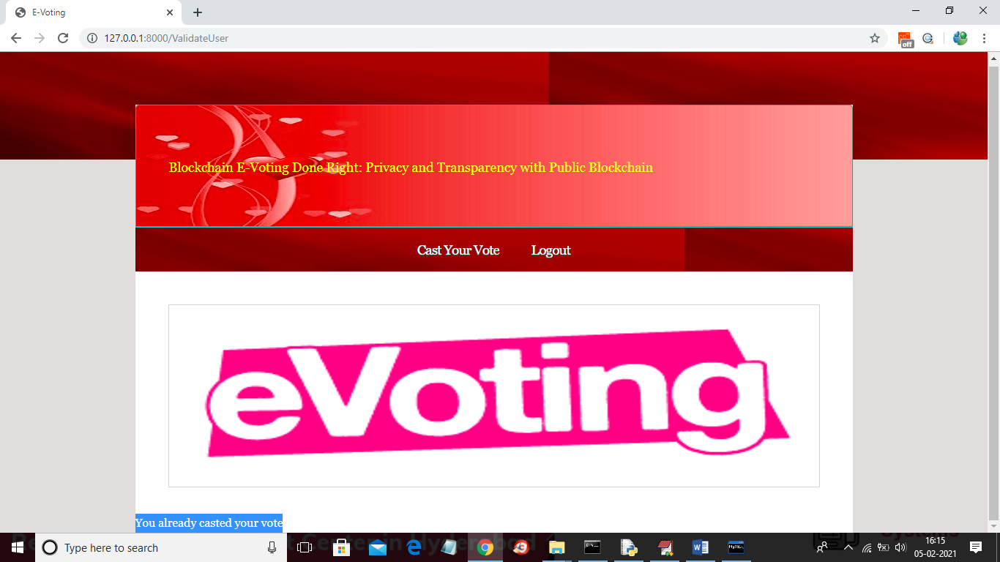 E-Voting
127.0.0.1:8000/ValidateUser
off
Blockchain E-Voting Done Right: Privacy and Transparency with Public Blockchain
Cast Your Vote Logout
eVoting
You already casted your vote
Type here to search
16:15
05-02-2021